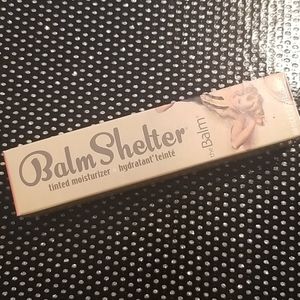 BalmShelter®
tinted moisturizer hydratant teinté
theBalm